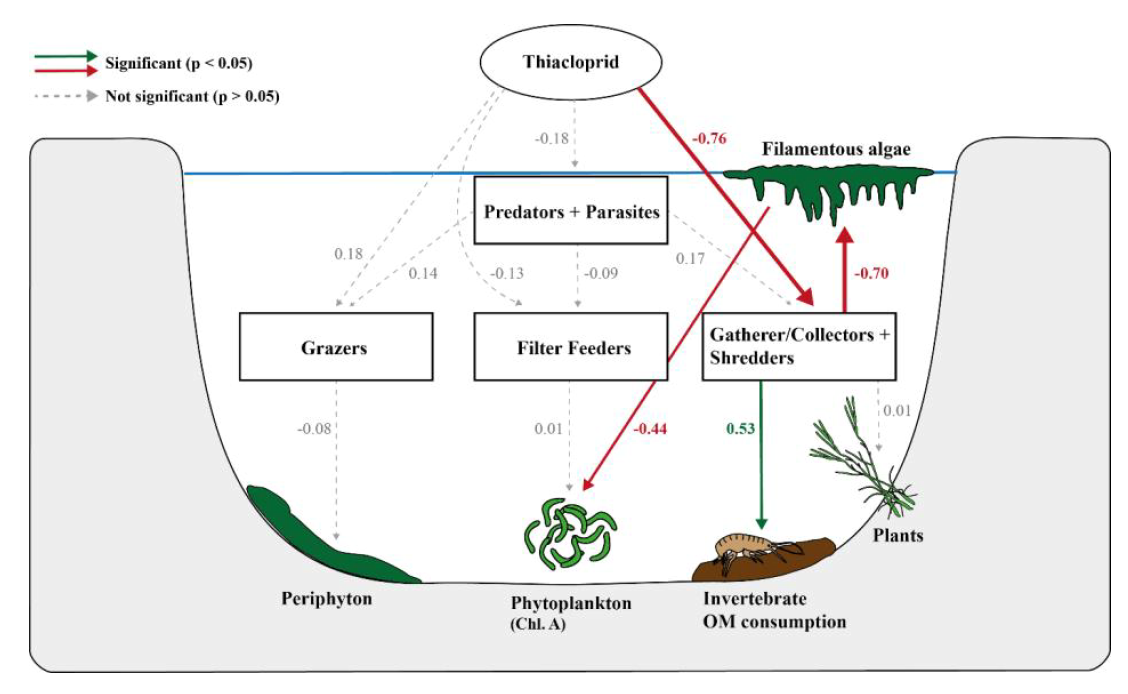 Significant (p < 0.05)
Not significant (p > 0.05)
Thiacloprid
-0.18
-0.76
Filamentous algae
Predators + Parasites
0.18
0.14
-0.13
-0.09
0.17
-0.70
Grazers
Filter Feeders
Gatherer/Collectors +
Shredders
-0.08
0.01
-0.44
0.53
0.01
Plants
Periphyton
Phytoplankton
(Chl. A)
Invertebrate
OM consumption